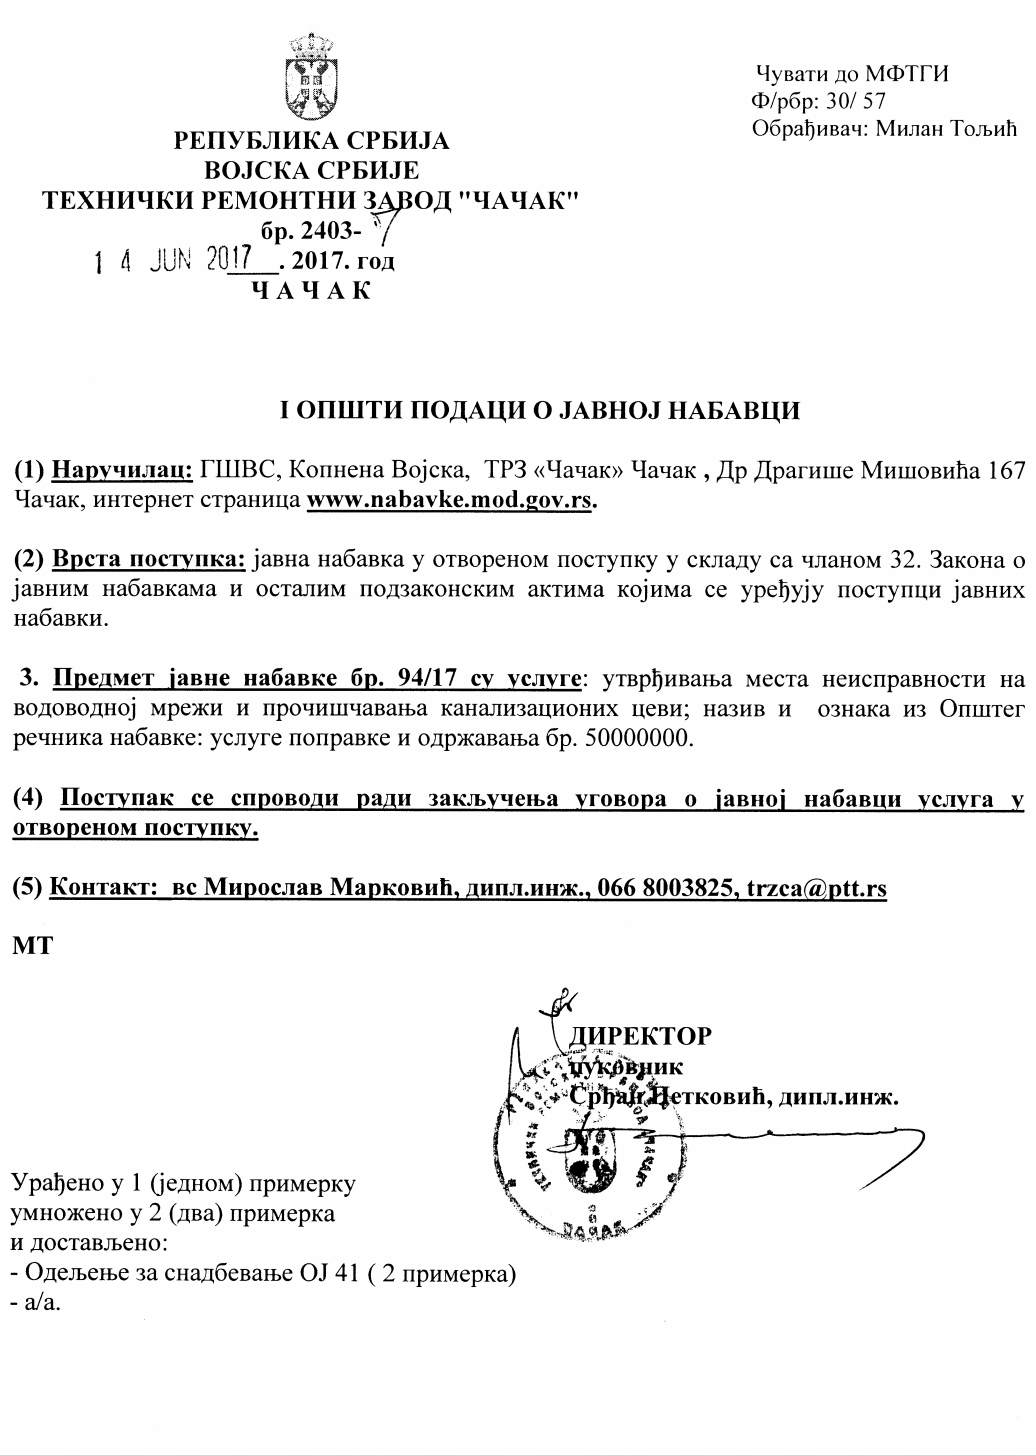 Чувати до МФТГИ
Ф/рбр: 30/ 57
Обрађивач: Милан Тољић
РЕПУБЛИКА СРБИЈА
ВОЈСКА СРБИЈЕ
ТЕХНИЧКИ РЕМОНТНИ ЗАВОД "ЧАЧАК"
бр. 2403-
14 JUN 2017 ____. 2017. год
Ч А Ч А К
I ОПШТИ ПОДАЦИ О ЈАВНОЈ НАБАВЦИ
(1) Наручилац: ГШВС, Копнена Војска, ТРЗ «Чачак» Чачак , Др Драгише Мишовића 167
Чачак, интернет страница www.nabavke.mod.gov.rs.
(2) Врста поступка: јавна набавка у отвореном поступку у складу са чланом 32. Закона о
јавним набавкама и осталим подзаконским актима којима се уређују поступци јавних
набавки.
3. Предмет јавне набавке бр. 94/17 су услуге: утврђивања места неисправности на
водоводној мрежи и прочишчавања канализационих цеви; назив и ознака из Општег
речника набавке: услуге поправке и одржавања бр. 50000000.
(4) Поступак се спроводи ради закључења уговора о јавној набавци услуга у
отвореном поступку.
(5) Контакт: вс Мирослав Марковић, дипл.инж., 066 8003825, trzca@ptt.rs
МТ
ДИРЕКТОР
пуковник
Срђан Петковић, дипл.инж.
Урађено у 1 (једном) примерку
умножено у 2 (два) примерка
и достављено:
- Одељење за снадбевање ОЈ 41 ( 2 примерка)
- а/а.